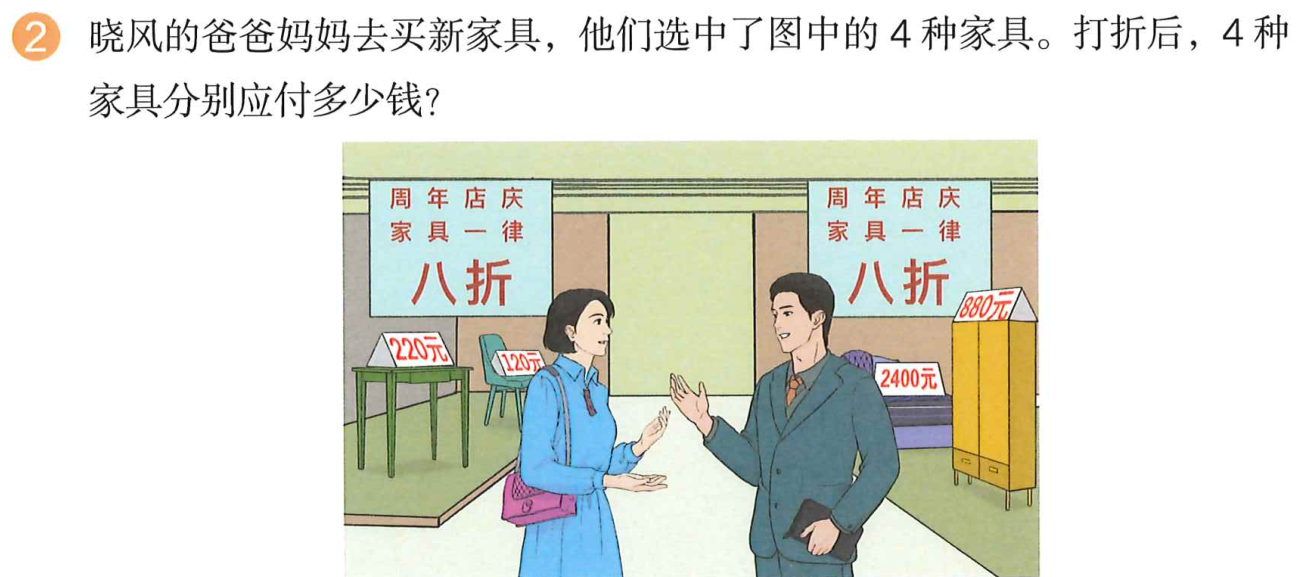 2 晓风的爸爸妈妈去买新家具，他们选中了图中的 4 种家具。打折后，4 种
家具分别应付多少钱？
周年店庆
家具一律
八折
周年店庆
家具一律
八折
220元
120元
2400元
880元